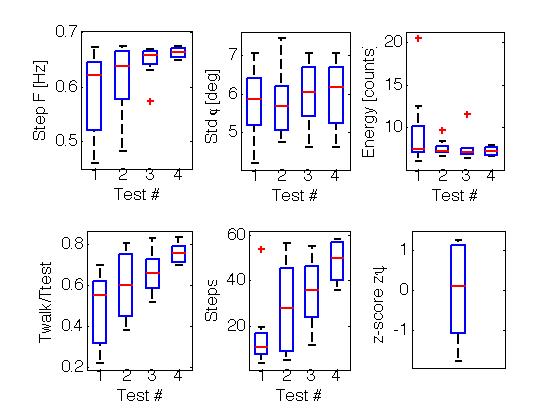 Step F [Hz]
0.7
0.6
0.5
1 2 3 4
Test #
Std φ [deg]
7
6
5
1 2 3 4
Test #
Energy [counts]
20
15
10
1 2 3 4
Test #
Twalk/Ttest
0.8
0.6
0.4
0.2
1 2 3 4
Test #
Steps
60
40
20
1 2 3 4
Test #
z-score
1
0
-1